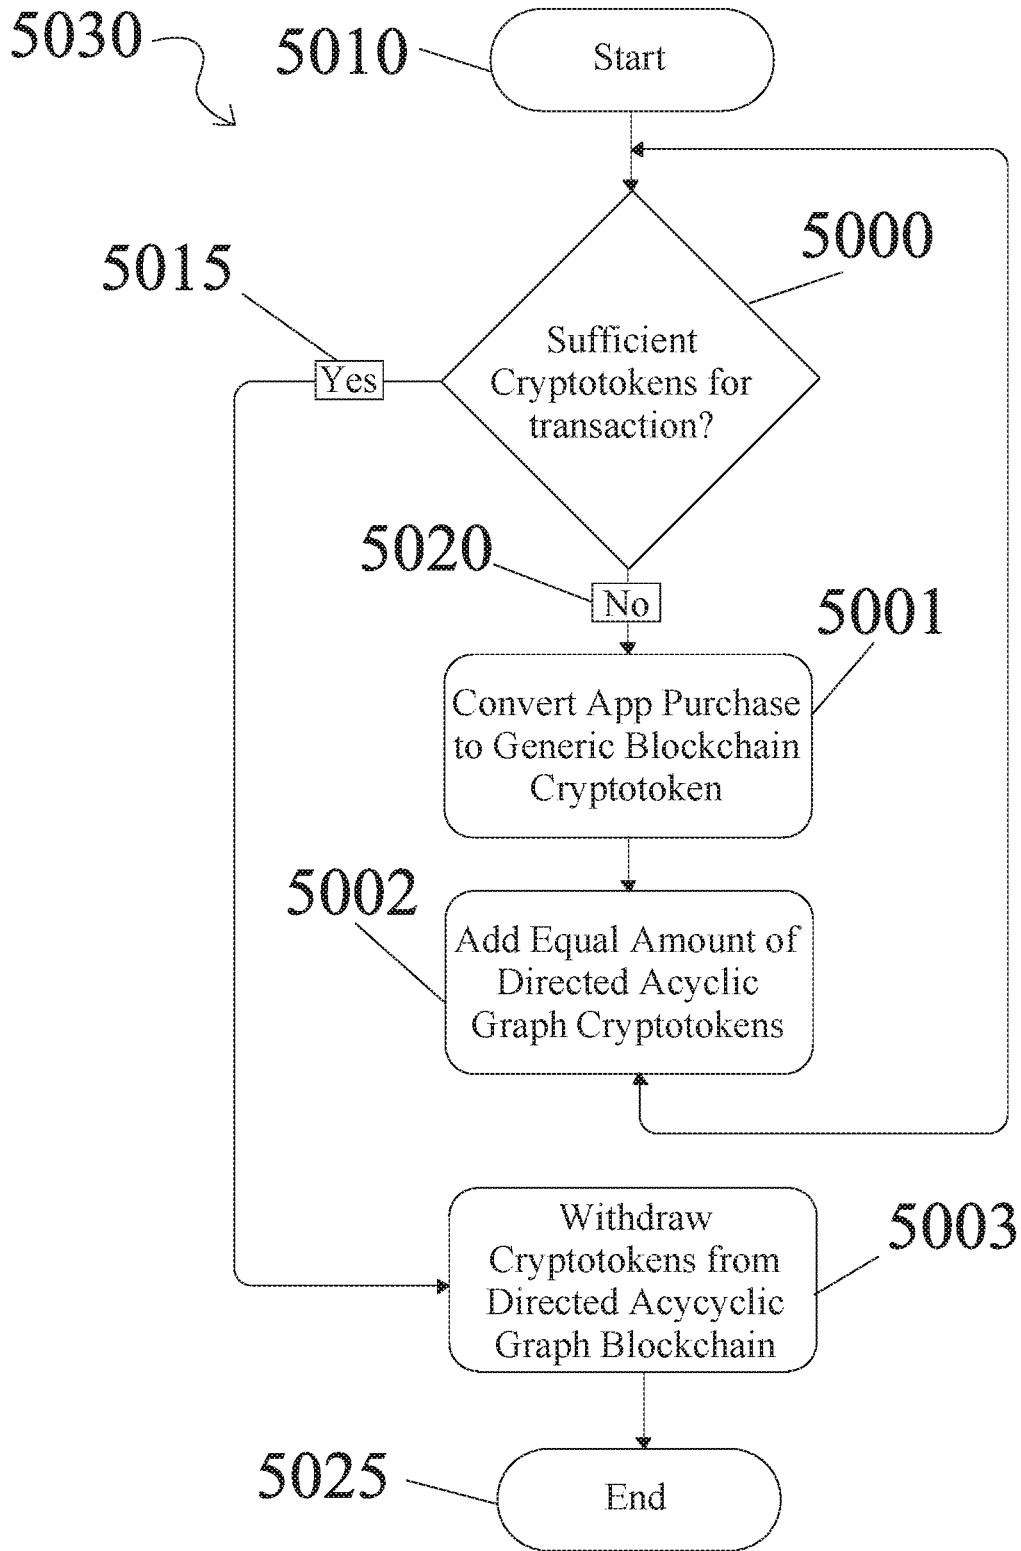 5030
5010
Start
5000
5015
Yes
Sufficient
Cryptotokens for
transaction?
5020
No
5001
Convert App Purchase
to Generic Blockchain
Cryptotoken
5002
Add Equal Amount of
Directed Acyclic
Graph Cryptotokens
Withdraw
Cryptotokens from
Directed Acycyclic
Graph Blockchain
5003
5025
End